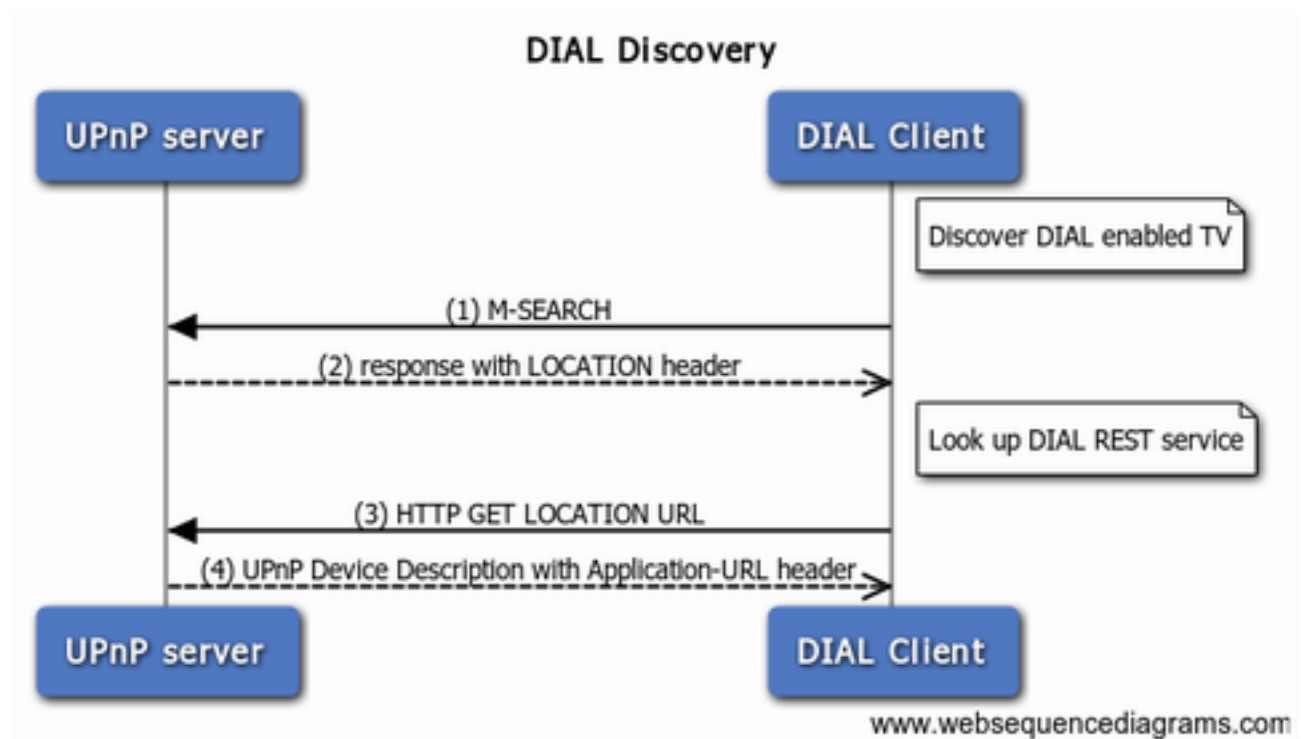 DIAL Discovery
UPnP server
DIAL Client
Discover DIAL enabled TV
(1) M-SEARCH
(2) response with LOCATION header
Look up DIAL REST service
(3) HTTP GET LOCATION URL
(4) UPnP Device Description with Application-URL header
UPnP server
DIAL Client
www.websequencediagrams.com